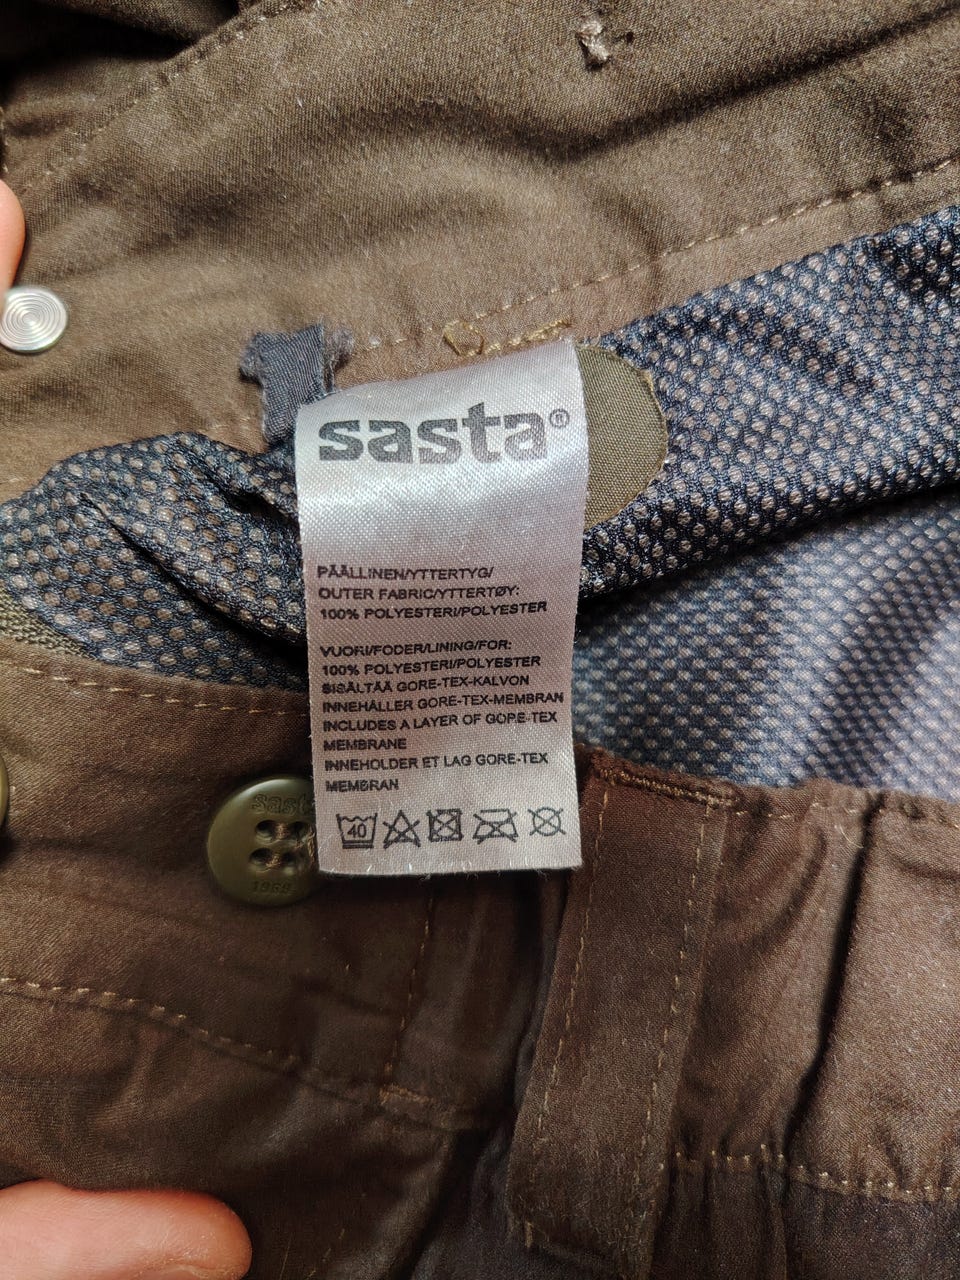 sasta®
PÄÄLLINEN/YTTERTYG/
OUTER FABRIC/YTTERTØY:
100% POLYESTERI/POLYESTER
VUORI/FODER/LINING/FOR:
100% POLYESTERI/POLYESTER
SISÄLTÄÄ GORE-TEX-KALVON
INNEHÅLLER GORE-TEX-MEMBRAN
INCLUDES A LAYER OF GORE-TEX
MEMBRANE
INNEHOLDER ET LAG GORE-TEX
MEMBRAN
40
sasta
1969